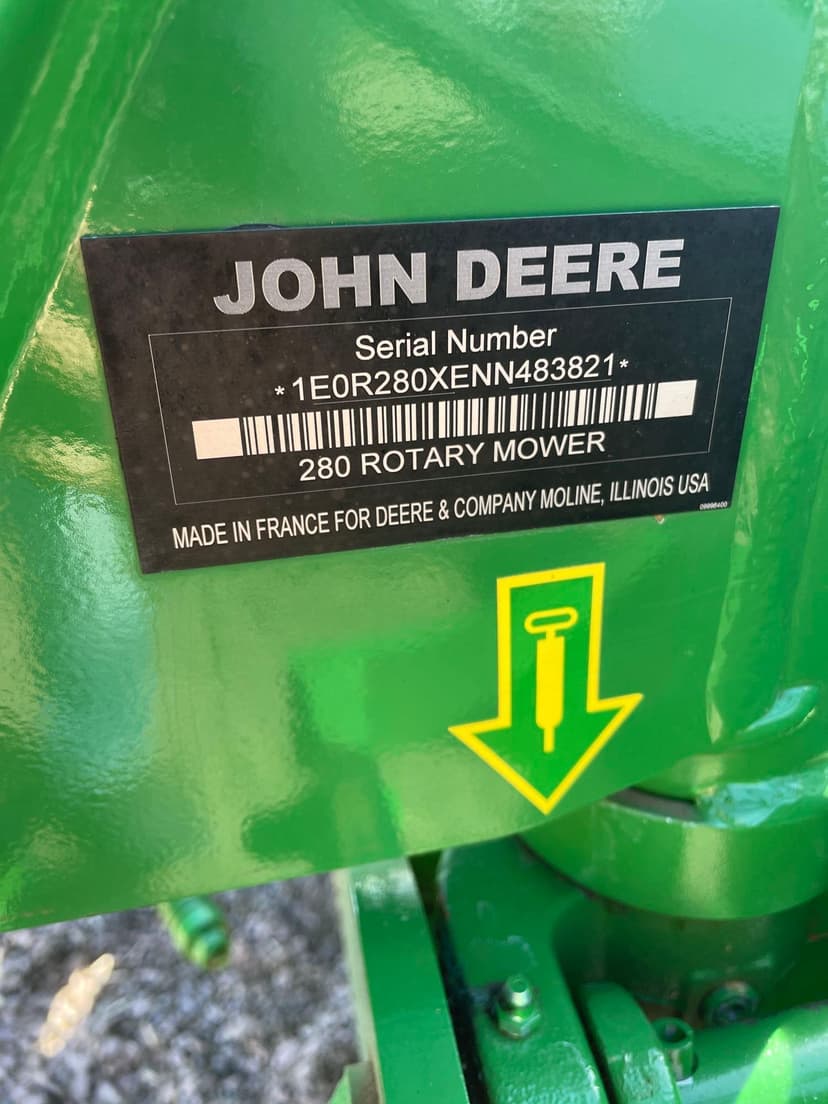 JOHN DEERE
Serial Number
*1E0R280XENN483821*
280 ROTARY MOWER
MADE IN FRANCE FOR DEERE & COMPANY MOLINE, ILLINOIS USA